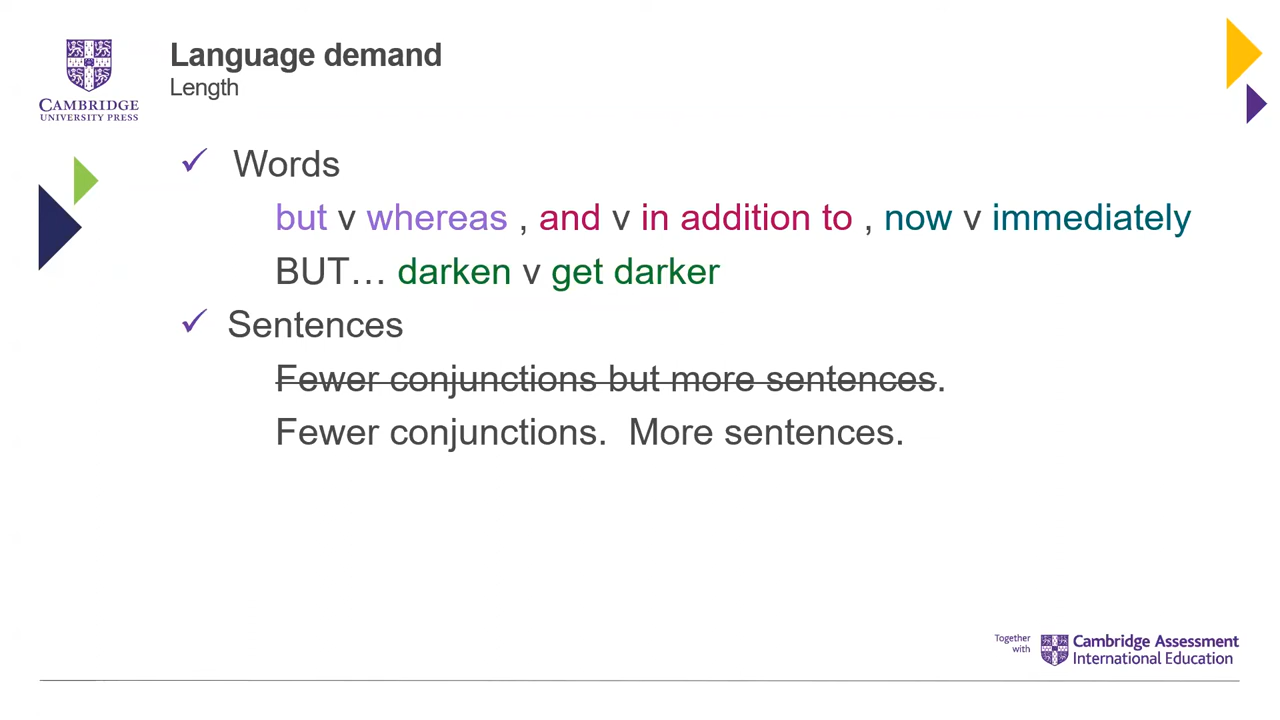 Language demand
Length
CAMBRIDGE
UNIVERSITY PRESS
✓ Words
but v whereas , and v in addition to , now v immediately
BUT… darken v get darker
✓ Sentences
Fewer conjunctions but more sentences.
Fewer conjunctions.  More sentences.
Together
with
Cambridge Assessment
International Education